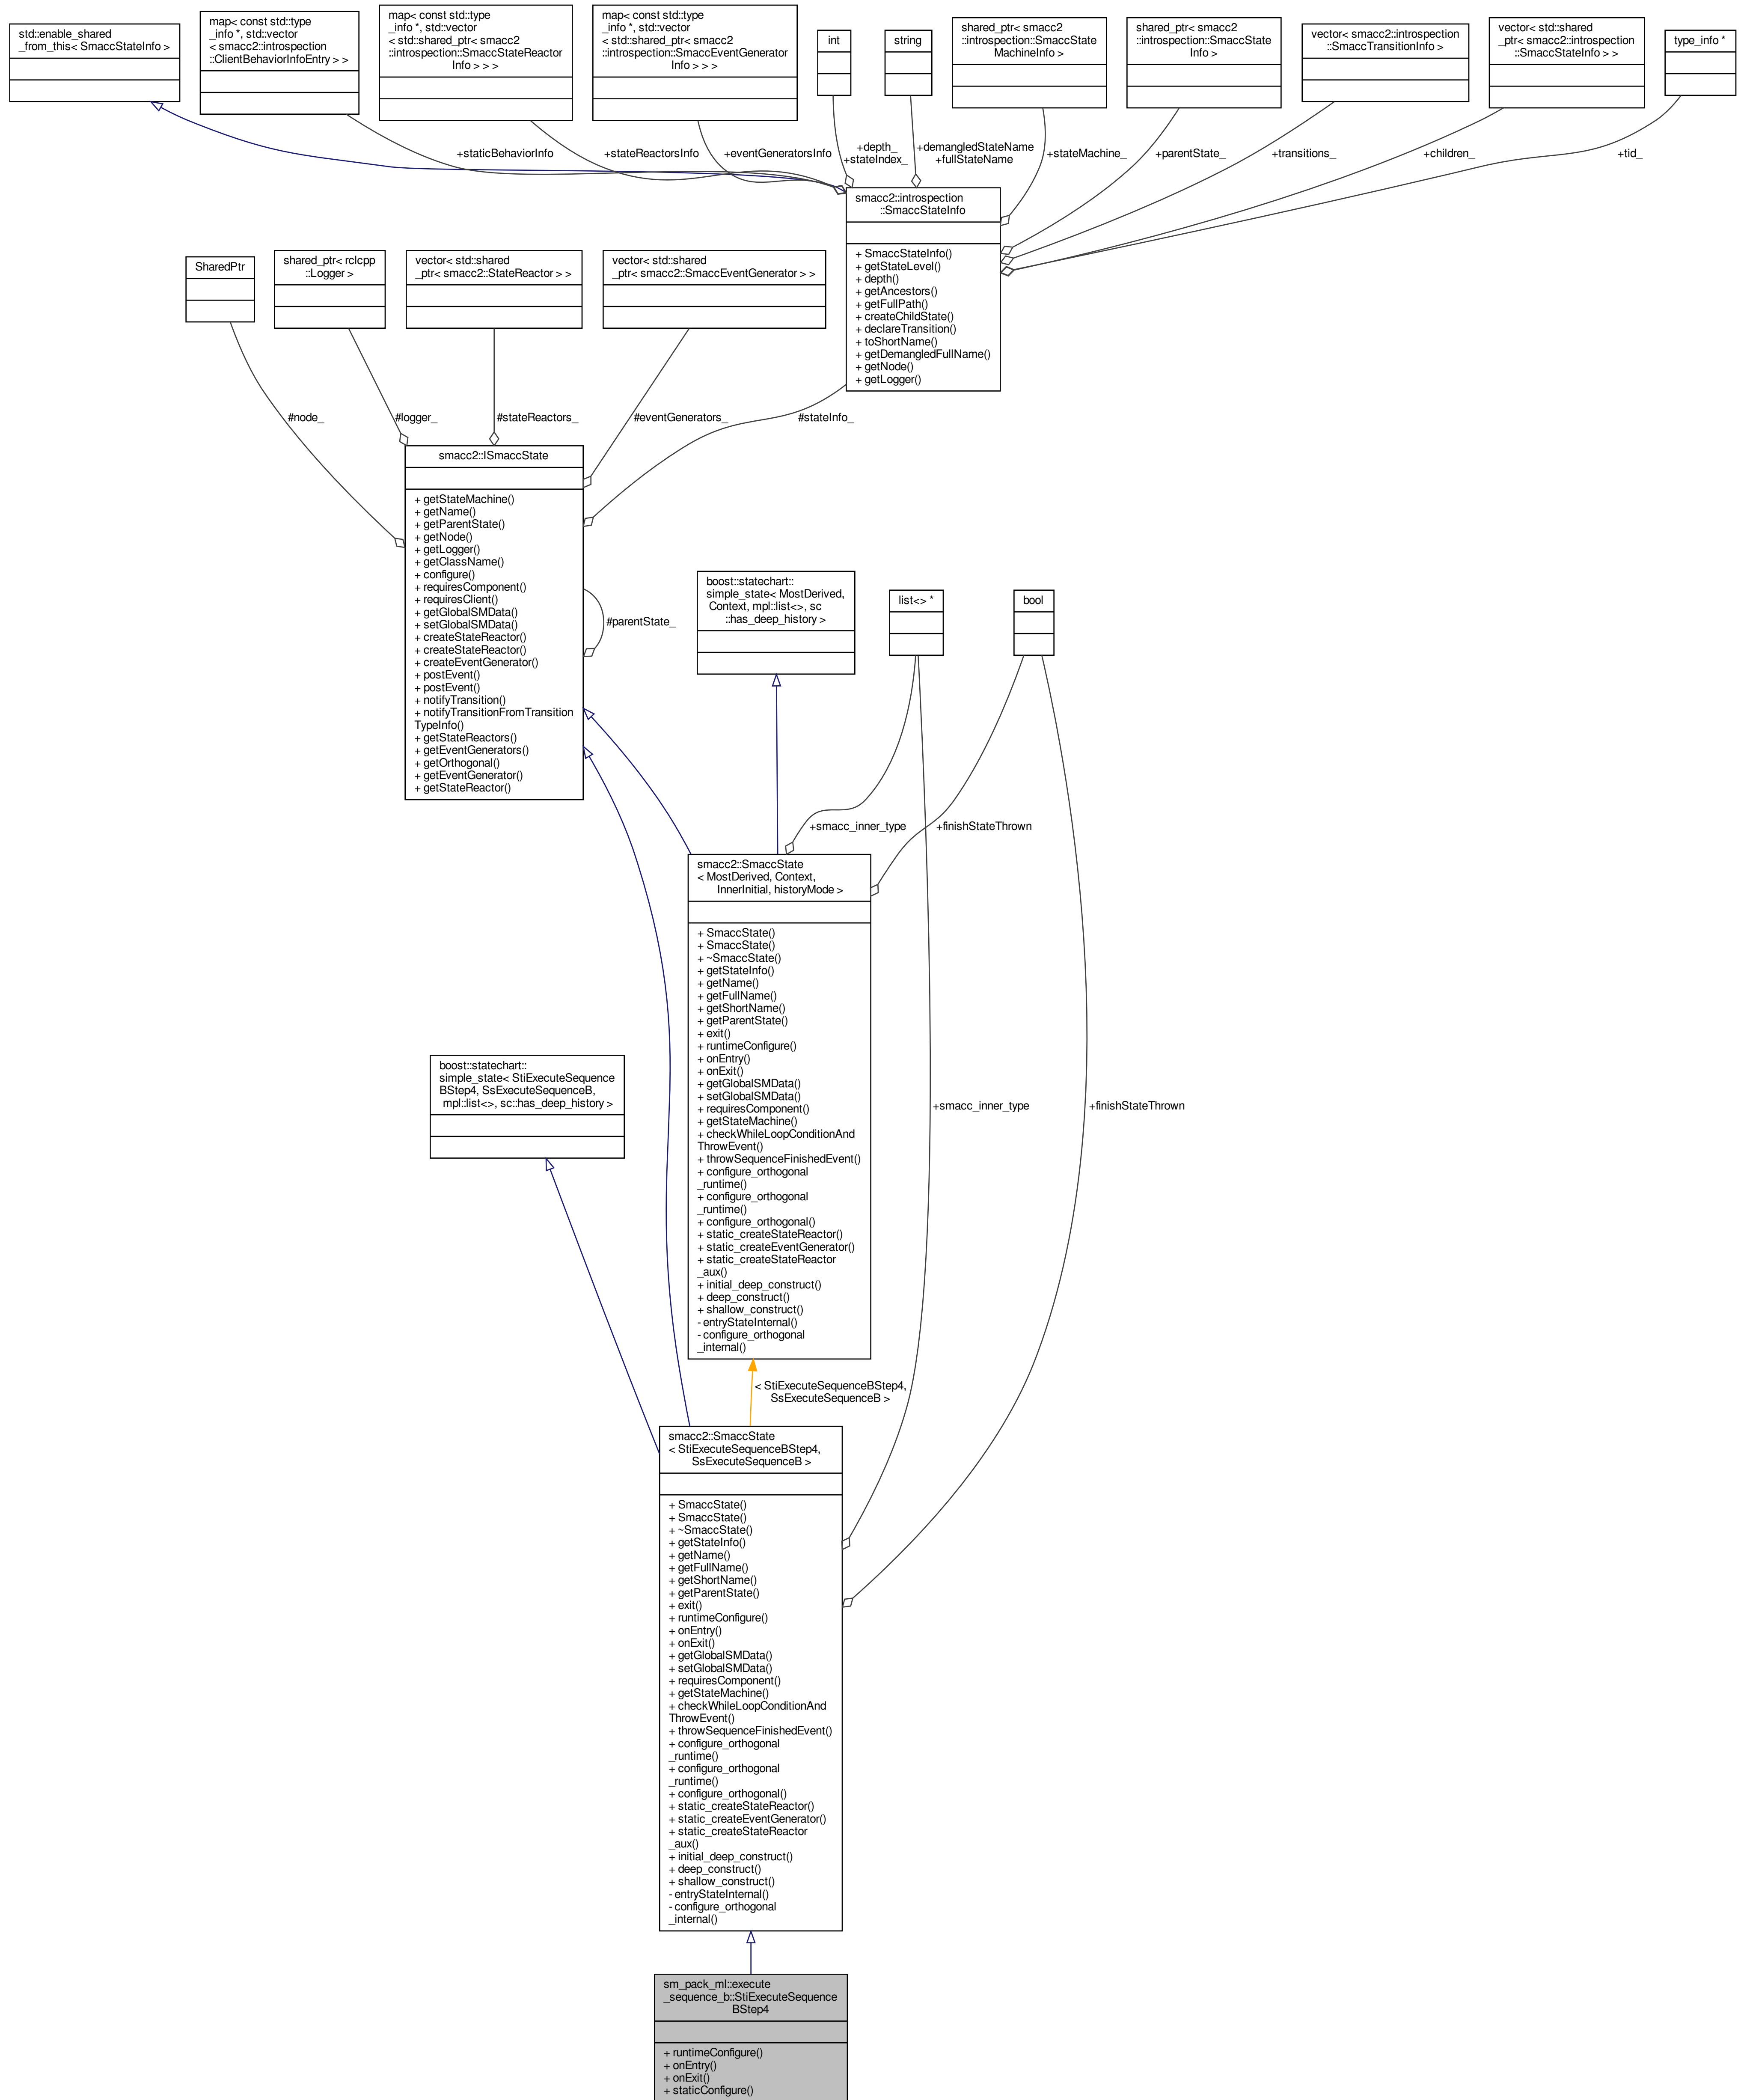 std::enable_shared
_from_this< SmaccStateInfo >
map< const std::type
_info *, std::vector
< smacc2::introspection
::ClientBehaviorInfoEntry > >
map< const std::type
_info *, std::vector
< std::shared_ptr< smacc2
::introspection::SmaccStateReactor
Info > > >
map< const std::type
_info *, std::vector
< std::shared_ptr< smacc2
::introspection::SmaccEventGenerator
Info > > >
int
string
shared_ptr< smacc2
::introspection::SmaccState
MachineInfo >
shared_ptr< smacc2
::introspection::SmaccState
Info >
vector< smacc2::introspection
::SmaccTransitionInfo >
vector< std::shared
_ptr< smacc2::introspection
::SmaccStateInfo > >
type_info *
+staticBehaviorInfo
+stateReactorsInfo
+eventGeneratorsInfo
+depth_
+stateIndex_
+demangledStateName
+fullStateName
+stateMachine_
+parentState_
+transitions_
+children_
+tid_
smacc2::introspection
::SmaccStateInfo
+ SmaccStateInfo()
+ getStateLevel()
+ depth()
+ getAncestors()
+ getFullPath()
+ createChildState()
+ declareTransition()
+ toShortName()
+ getDemangledFullName()
+ getNode()
+ getLogger()
SharedPtr
shared_ptr< rclcpp
::Logger >
vector< std::shared
_ptr< smacc2::StateReactor > >
vector< std::shared
_ptr< smacc2::SmaccEventGenerator > >
#node_
#logger_
#stateReactors_
#eventGenerators_
#stateInfo_
smacc2::ISmaccState
+ getStateMachine()
+ getName()
+ getParentState()
+ getNode()
+ getLogger()
+ getClassName()
+ configure()
+ requiresComponent()
+ requiresClient()
+ getGlobalSMData()
+ setGlobalSMData()
+ createStateReactor()
+ createStateReactor()
+ createEventGenerator()
+ postEvent()
+ postEvent()
+ notifyTransition()
+ notifyTransitionFromTransition
TypeInfo()
+ getStateReactors()
+ getEventGenerators()
+ getOrthogonal()
+ getEventGenerator()
+ getStateReactor()
#parentState_
boost::statechart::
simple_state< MostDerived,
Context, mpl::list<>, sc
::has_deep_history >
list<> *
bool
+smacc_inner_type
+finishStateThrown
smacc2::SmaccState
< MostDerived, Context,
InnerInitial, historyMode >
+ SmaccState()
+ SmaccState()
+ ~SmaccState()
+ getStateInfo()
+ getName()
+ getFullName()
+ getShortName()
+ getParentState()
+ exit()
+ runtimeConfigure()
+ onEntry()
+ onExit()
+ getGlobalSMData()
+ setGlobalSMData()
+ requiresComponent()
+ getStateMachine()
+ checkWhileLoopConditionAnd
ThrowEvent()
+ throwSequenceFinishedEvent()
+ configure_orthogonal
_runtime()
+ configure_orthogonal
_runtime()
+ configure_orthogonal()
+ static_createStateReactor()
+ static_createEventGenerator()
+ static_createStateReactor
_aux()
+ initial_deep_construct()
+ deep_construct()
+ shallow_construct()
- entryStateInternal()
- configure_orthogonal
_internal()
boost::statechart::
simple_state< StiExecuteSequence
BStep4, SsExecuteSequenceB,
mpl::list<>, sc::has_deep_history >
+smacc_inner_type
+finishStateThrown
< StiExecuteSequenceBStep4,
SsExecuteSequenceB >
smacc2::SmaccState
< StiExecuteSequenceBStep4,
SsExecuteSequenceB >
+ SmaccState()
+ SmaccState()
+ ~SmaccState()
+ getStateInfo()
+ getName()
+ getFullName()
+ getShortName()
+ getParentState()
+ exit()
+ runtimeConfigure()
+ onEntry()
+ onExit()
+ getGlobalSMData()
+ setGlobalSMData()
+ requiresComponent()
+ getStateMachine()
+ checkWhileLoopConditionAnd
ThrowEvent()
+ throwSequenceFinishedEvent()
+ configure_orthogonal
_runtime()
+ configure_orthogonal
_runtime()
+ configure_orthogonal()
+ static_createStateReactor()
+ static_createEventGenerator()
+ static_createStateReactor
_aux()
+ initial_deep_construct()
+ deep_construct()
+ shallow_construct()
- entryStateInternal()
- configure_orthogonal
_internal()
sm_pack_ml::execute
_sequence_b::StiExecuteSequence
BStep4
+ runtimeConfigure()
+ onEntry()
+ onExit()
+ staticConfigure()